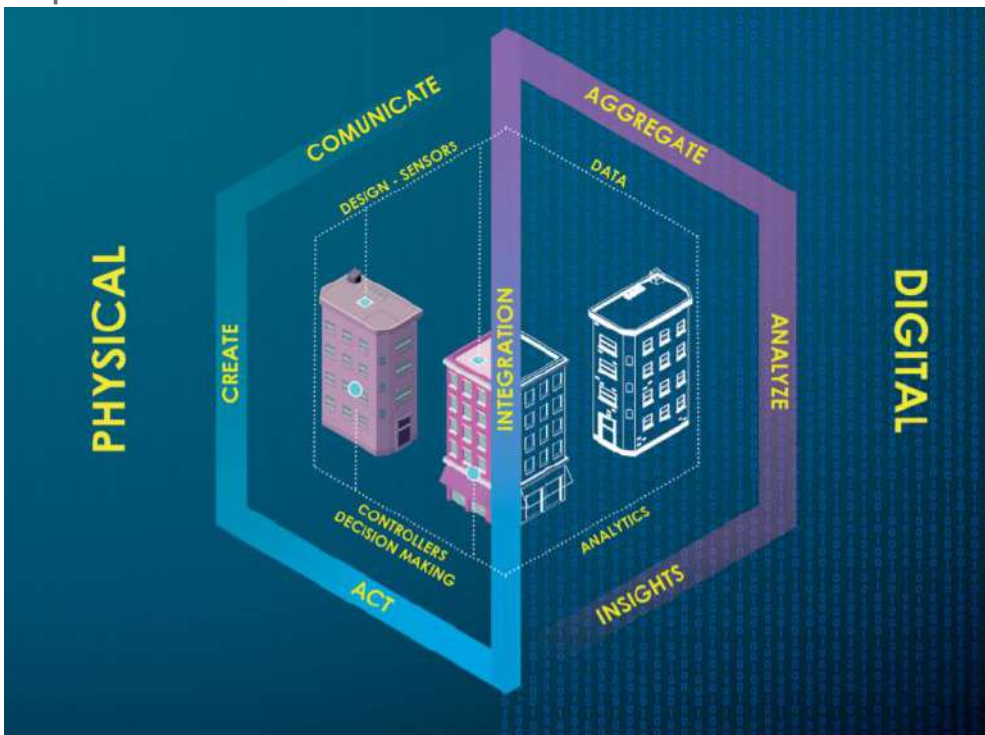 PHYSICAL
DIGITAL
COMUNICATE
CREATE
ACT
DESIGN - SENSORS
CONTROLLERS
DECISION MAKING
INTEGRATION
AGGREGATE
ANALYZE
INSIGHTS
DATA
ANALYTICS